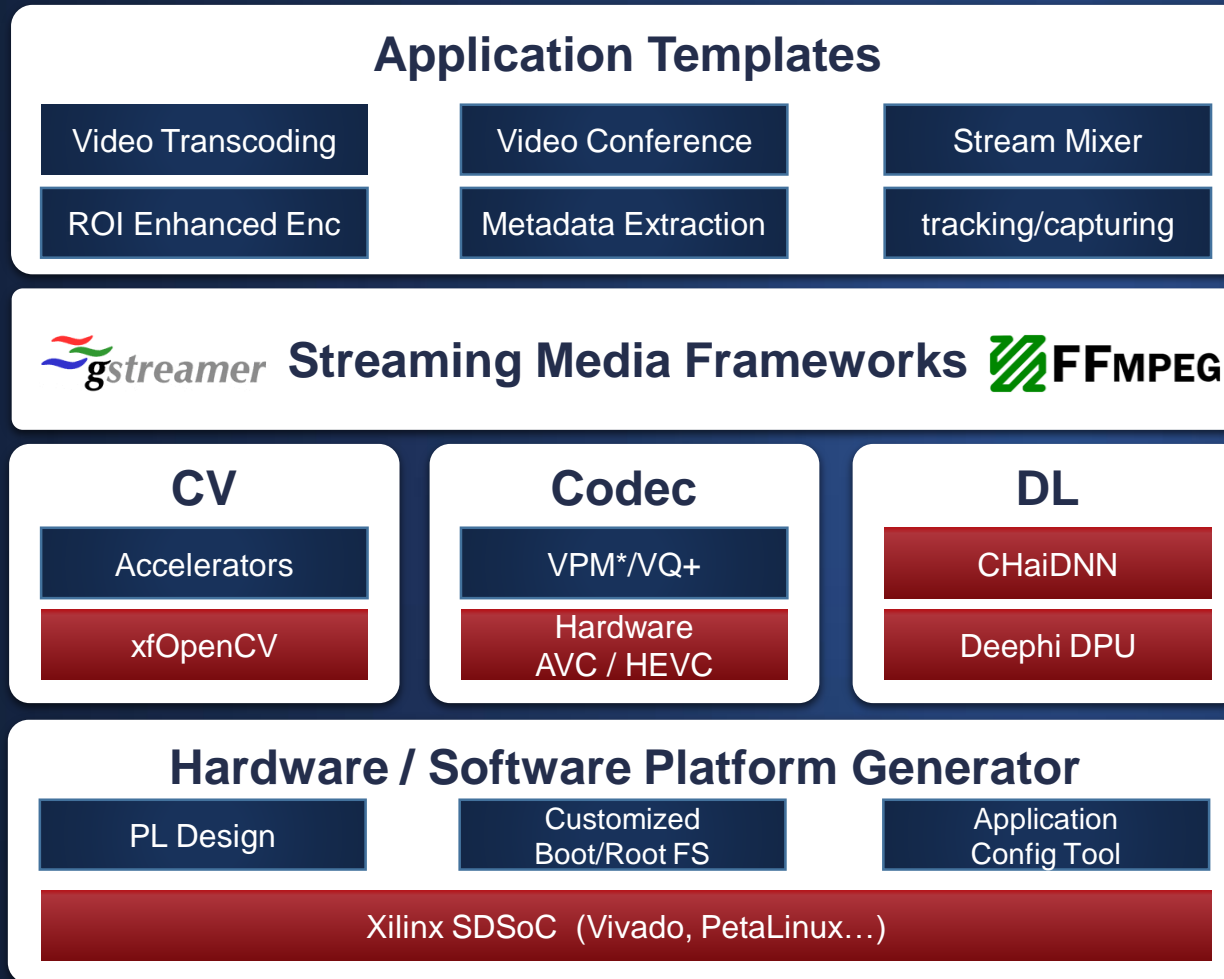 Application Templates
Video Transcoding
Video Conference
Stream Mixer
ROI Enhanced Enc
Metadata Extraction
tracking/capturing
gstreamer
Streaming Media Frameworks
FFMPEG
CV
Codec
DL
Accelerators
VPM*/VQ+
CHaiDNN
xfOpenCV
Hardware
AVC / HEVC
Deephi DPU
Hardware / Software Platform Generator
PL Design
Customized
Boot/Root FS
Application
Config Tool
Xilinx SDSoC (Vivado, PetaLinux…)